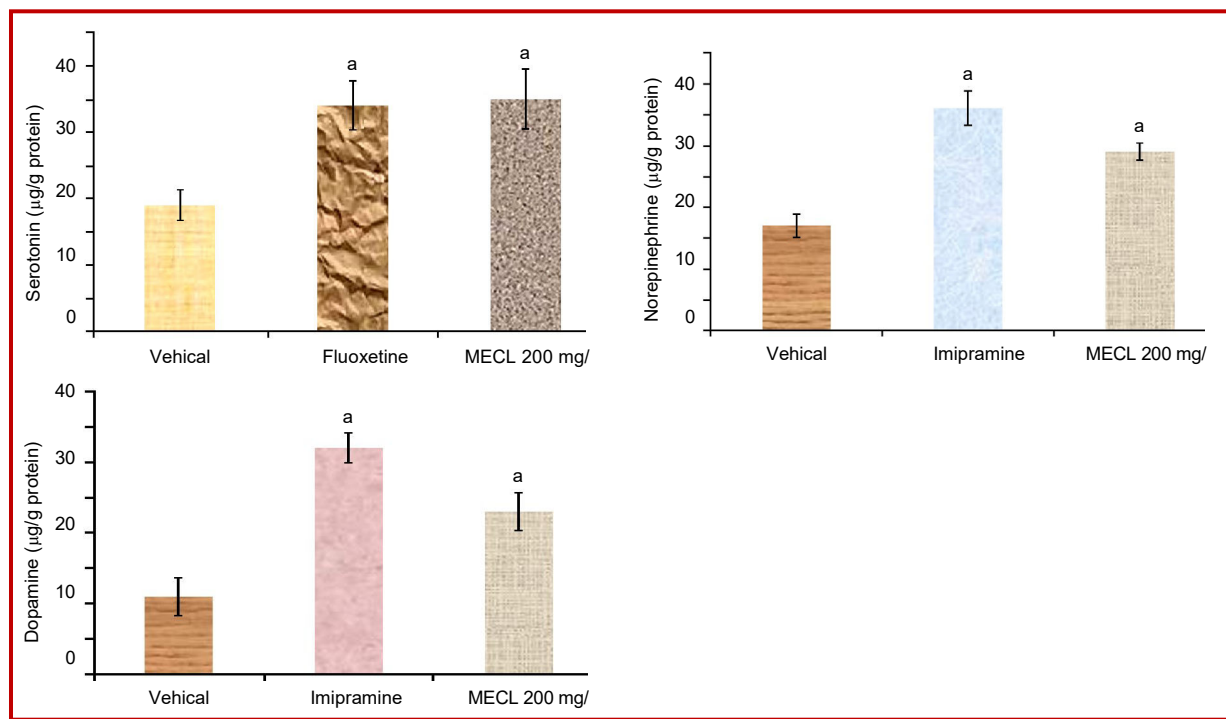 Serotonin (µg/g protein)
40
30
20
10
0
a
a
Vehical
Fluoxetine
MECL 200 mg/
Norepinephrine (µg/g protein)
40
30
20
10
0
a
a
Vehical
Imipramine
MECL 200 mg/
Dopamine (µg/g protein)
40
30
20
10
0
a
a
Vehical
Imipramine
MECL 200 mg/